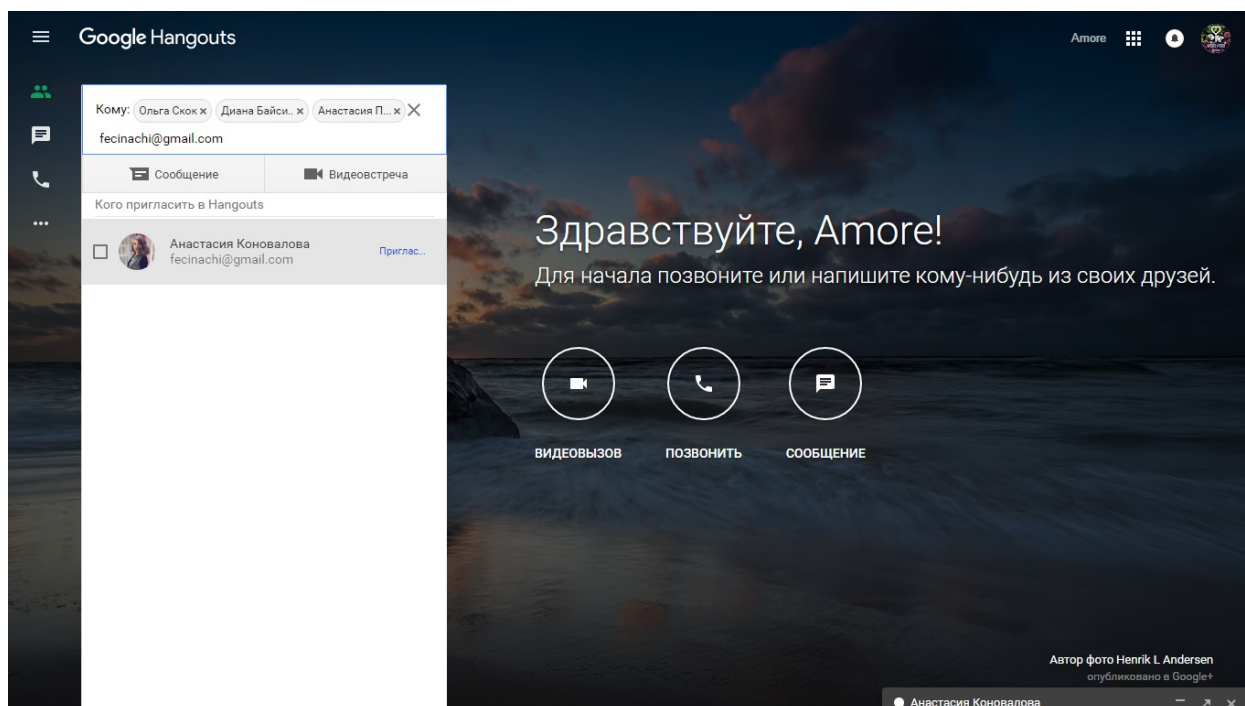 Google Hangouts
Amore
Кому: Ольга Скок x Диана Байси.. x Анастасия П... x
fecinachi@gmail.com
Сообщение Видеовстреча
Кого пригласить в Hangouts
Анастасия Коновалова
fecinachi@gmail.com
Приглас...
Здравствуйте, Amore!
Для начала позвоните или напишите кому-нибудь из своих друзей.
ВИДЕОВЫЗОВ ПОЗВОНИТЬ СООБЩЕНИЕ
Автор фото Henrik L Andersen
опубликовано в Google+
Анастасия Коновалова